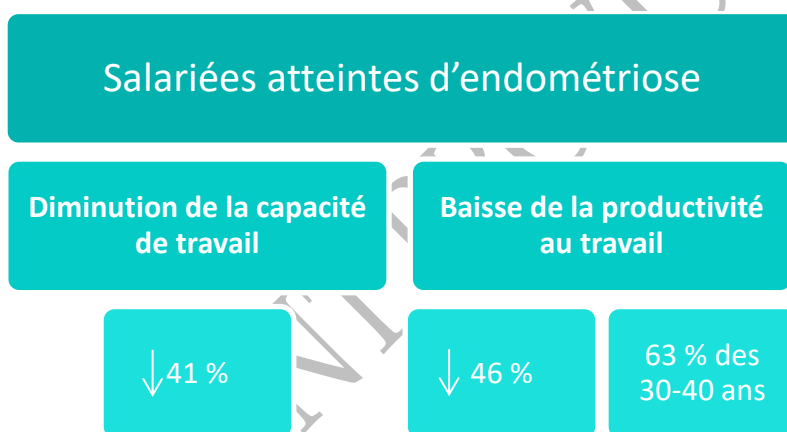 Salariées atteintes d’endométriose
Diminution de la capacité
de travail
Baisse de la productivité
au travail
↓41 %
↓ 46 %
63 % des
30-40 ans